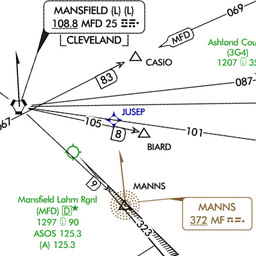 MANSFIELD (L) (L)
108.8 MFD 25
CLEVELAND
069
MFD
Ashland Cou
(3G4)
1207
CASIO
83
087
JUSEP
105
8
101
BIARD
067
9
MANNS
Mansfield Lahm Rgnl
(MFD) D★
1297 90
ASOS 125.3
(A) 125.3
MANNS
372 MF
323